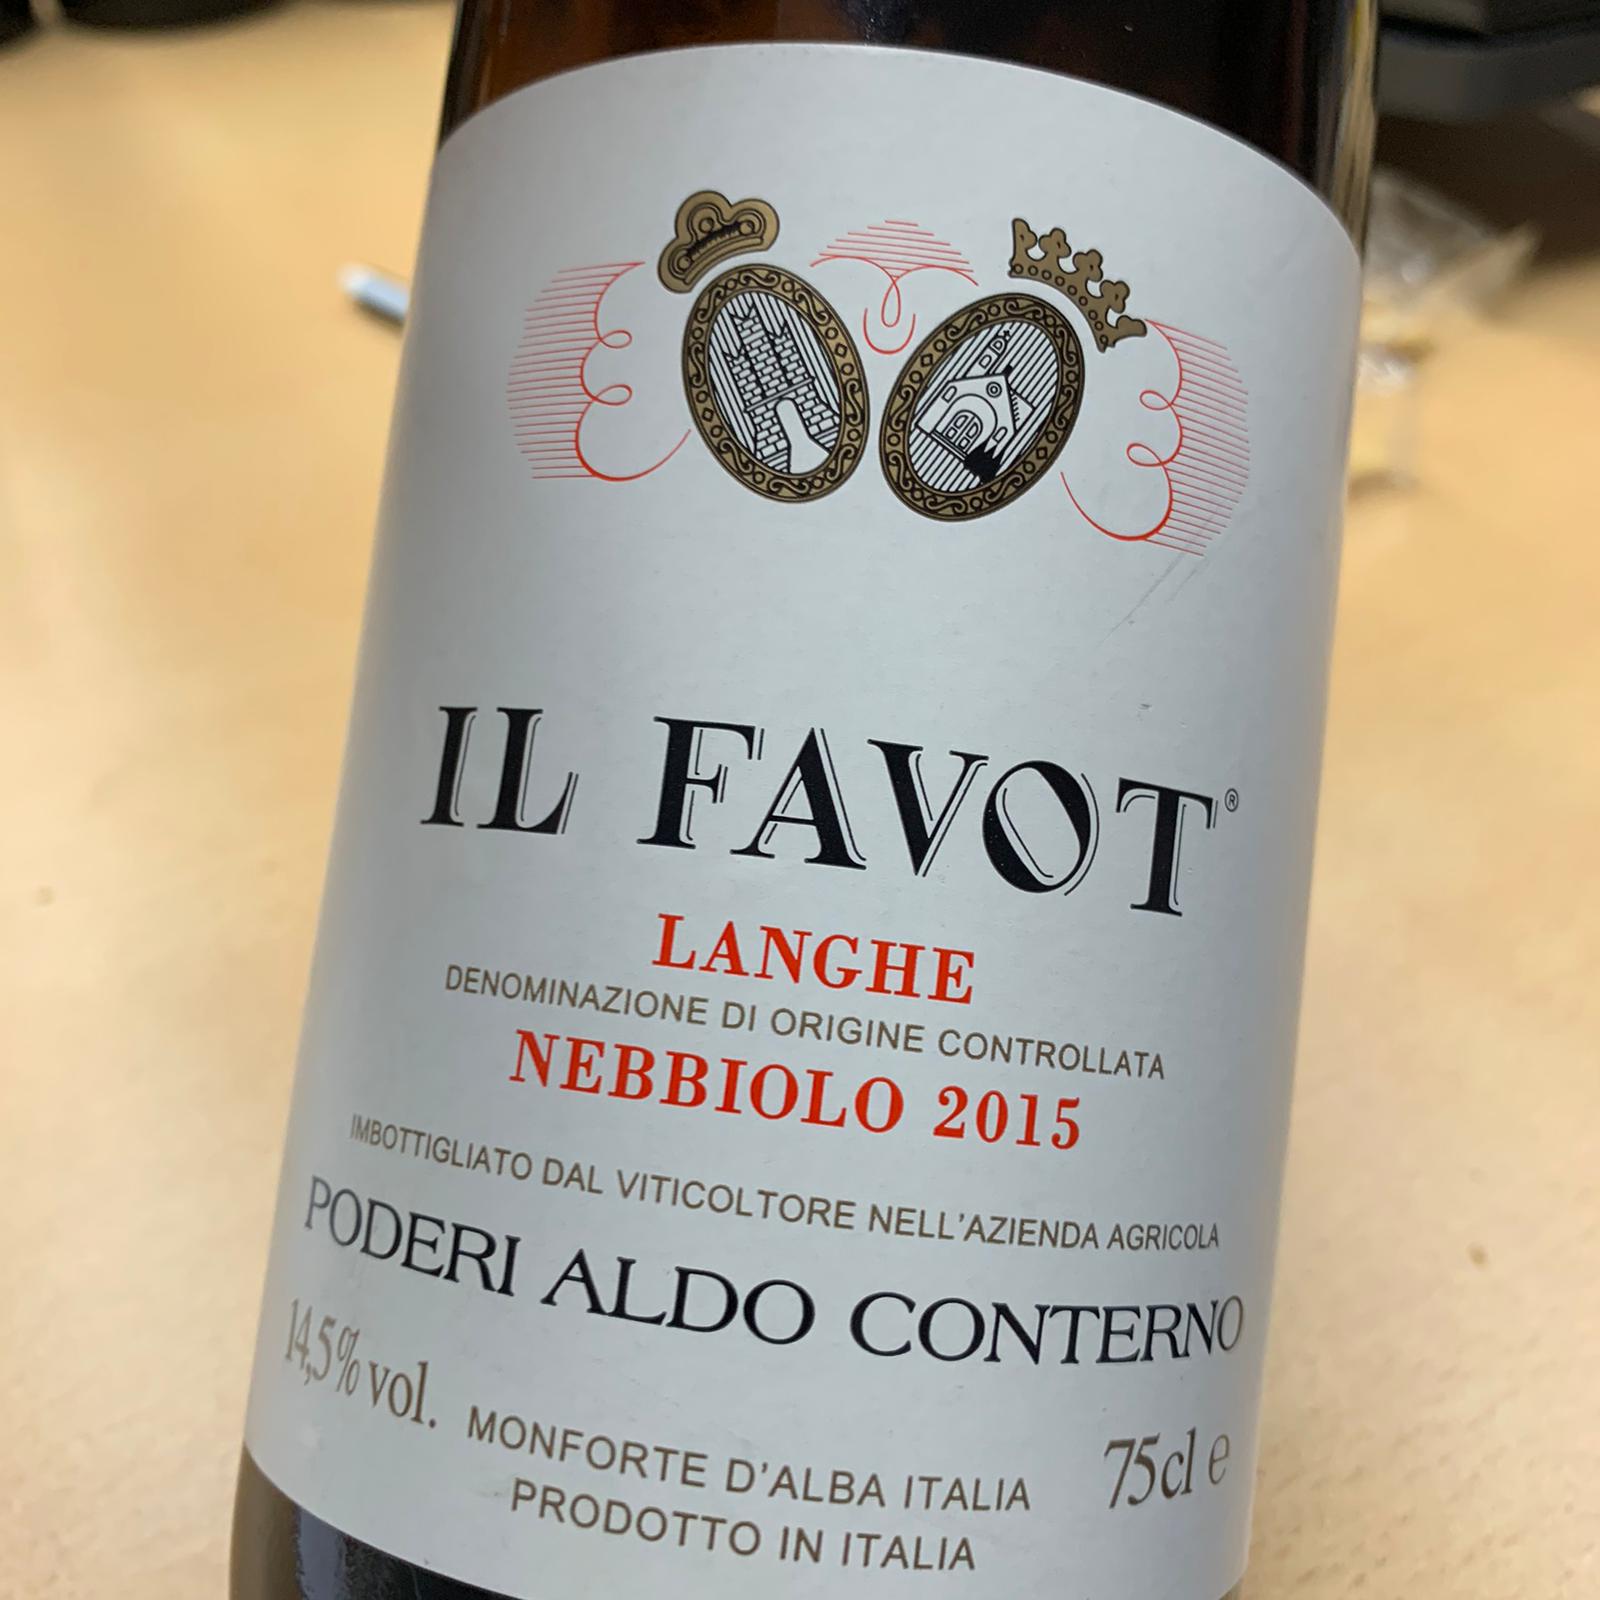 IL FAVOT®
LANGHE
DENOMINAZIONE DI ORIGINE CONTROLLATA
NEBBIOLO 2015
IMBOTTIGLIATO DAL VITICOLTORE NELL'AZIENDA AGRICOLA
PODERI ALDO CONTERNO
14,5% vol.
MONFORTE D'ALBA ITALIA
75cl e
PRODOTTO IN ITALIA